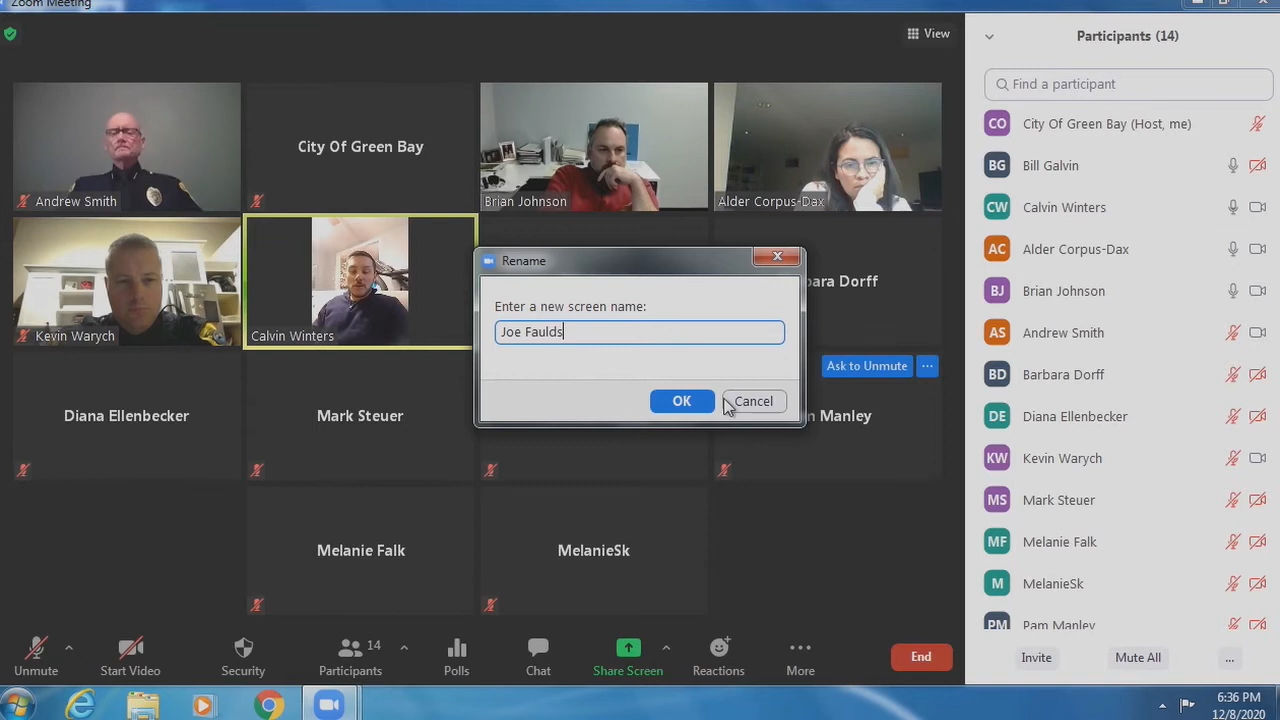 Zoom Meeting
View
Participants (14)
Find a participant
Andrew Smith
City Of Green Bay
Brian Johnson
Alder Corpus-Dax
Kevin Warych
Calvin Winters
ara Dorff
Diana Ellenbecker
Mark Steuer
Ask to Unmute
...
Manley
Melanie Falk
MelanieSk
Rename
Enter a new screen name:
Joe Faulds
OK
Cancel
CO City Of Green Bay (Host, me)
BG Bill Galvin
CW Calvin Winters
AC Alder Corpus-Dax
BJ Brian Johnson
AS Andrew Smith
BD Barbara Dorff
DE Diana Ellenbecker
KW Kevin Warych
MS Mark Steuer
MF Melanie Falk
M MelanieSk
PM Pam Manley
Invite
Mute All
...
Unmute
Start Video
Security
14
Participants
Polls
Chat
Share Screen
Reactions
More
End
6:36 PM
12/8/2020